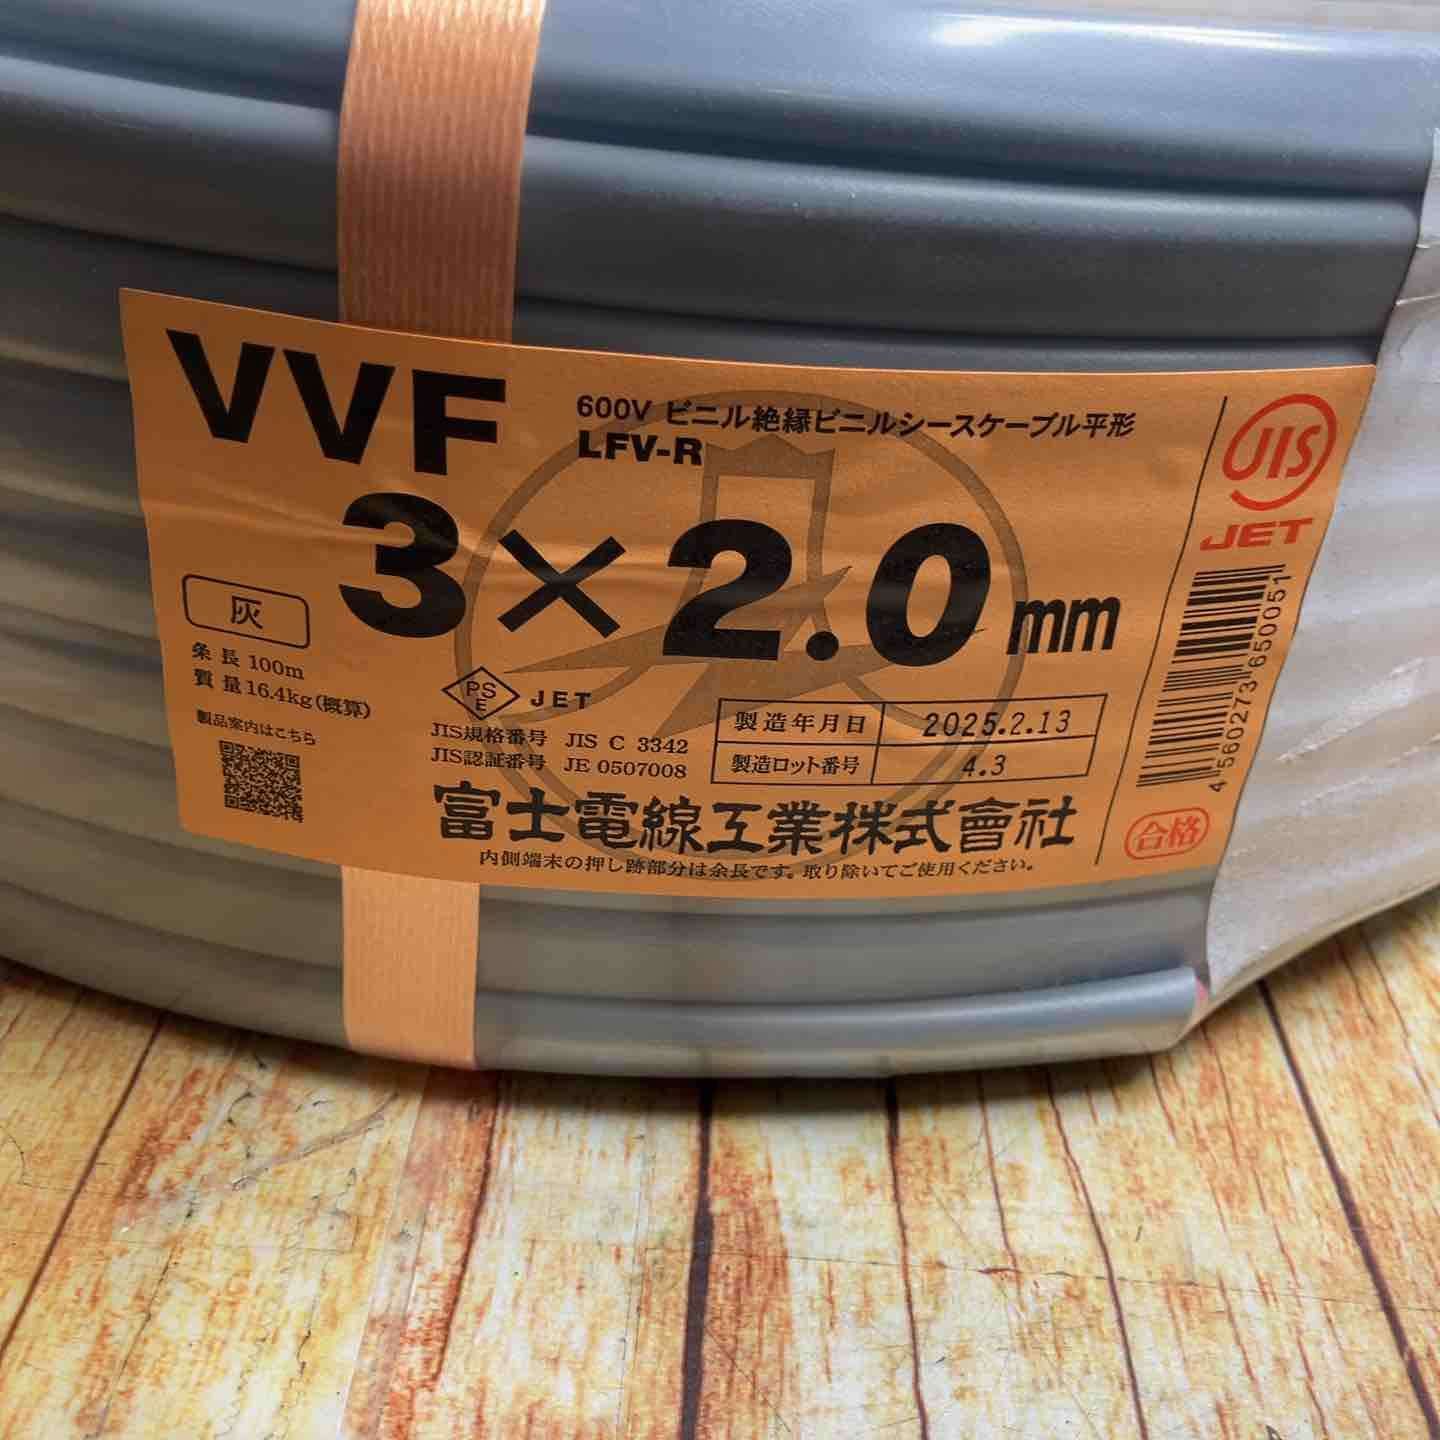 VVF
600V ビニル絶縁ビニルシースケーブル平形
LFV-R
3×2.0mm
灰
条長 100m
質量 16.4kg(概算)
製品案内はこちら
PSE JET
JIS規格番号 JIS C 3342
JIS認証番号 JE 0507008
製造年月日 2025.2.13
製造ロット番号 4.3
富士電線工業株式會社
内側端末の押し跡部分は余長です。取り除いてご使用ください。
JIS
JET
4560273650051
合格